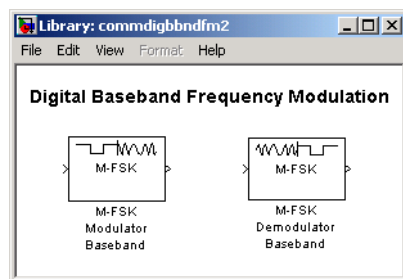 Library: commdigbbndfm2
File Edit View Format Help
Digital Baseband Frequency Modulation
M-FSK
M-FSK
Modulator
Baseband
M-FSK
M-FSK
Demodulator
Baseband